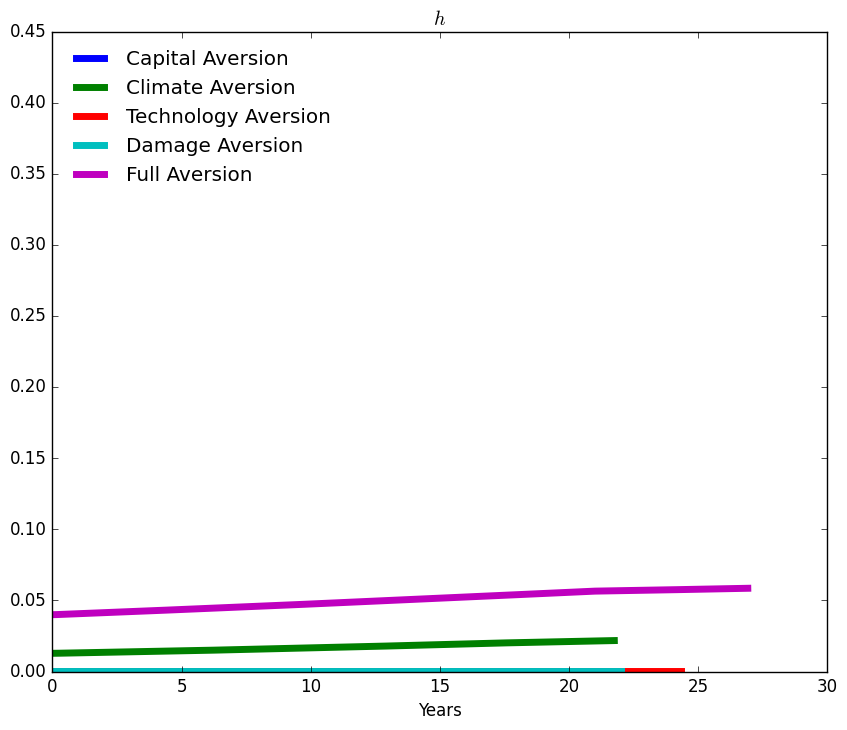 h
0.45
0.40
0.35
0.30
0.25
0.20
0.15
0.10
0.05
0.00
Capital Aversion
Climate Aversion
Technology Aversion
Damage Aversion
Full Aversion
0 5 10 15 20 25 30
Years